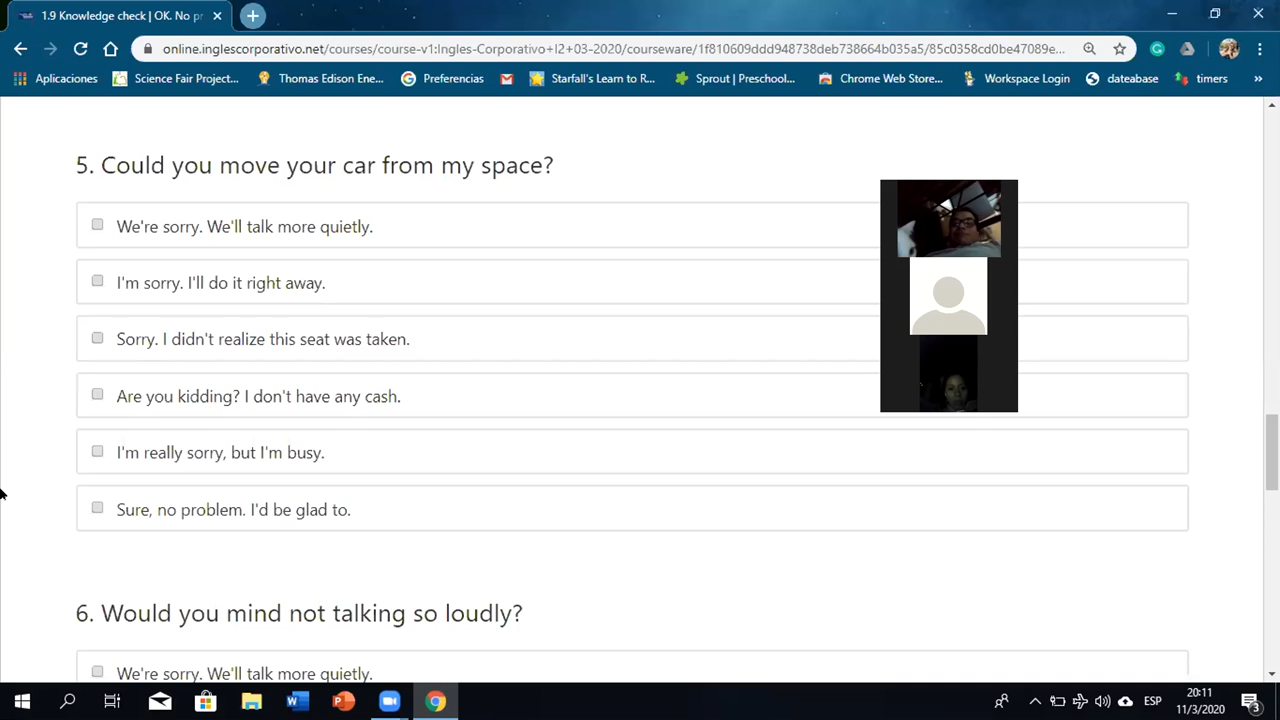 1.9 Knowledge check | OK. No pr
online.inglescorporativo.net/courses/course-v1:Ingles-Corporativo+I2+03-2020/courseware/1f810609ddd948738deb738664b035a5/85c0358cd0be47089e...
Aplicaciones Science Fair Project... Thomas Edison Ene... Preferencias Starfall's Learn to R... Sprout | Preschool... Chrome Web Store... Workspace Login dateabase timers »
5. Could you move your car from my space?
We're sorry. We'll talk more quietly.
I'm sorry. I'll do it right away.
Sorry. I didn't realize this seat was taken.
Are you kidding? I don't have any cash.
I'm really sorry, but I'm busy.
Sure, no problem. I'd be glad to.
6. Would you mind not talking so loudly?
We're sorry. We'll talk more quietly.
ESP
20:11
11/3/2020
3